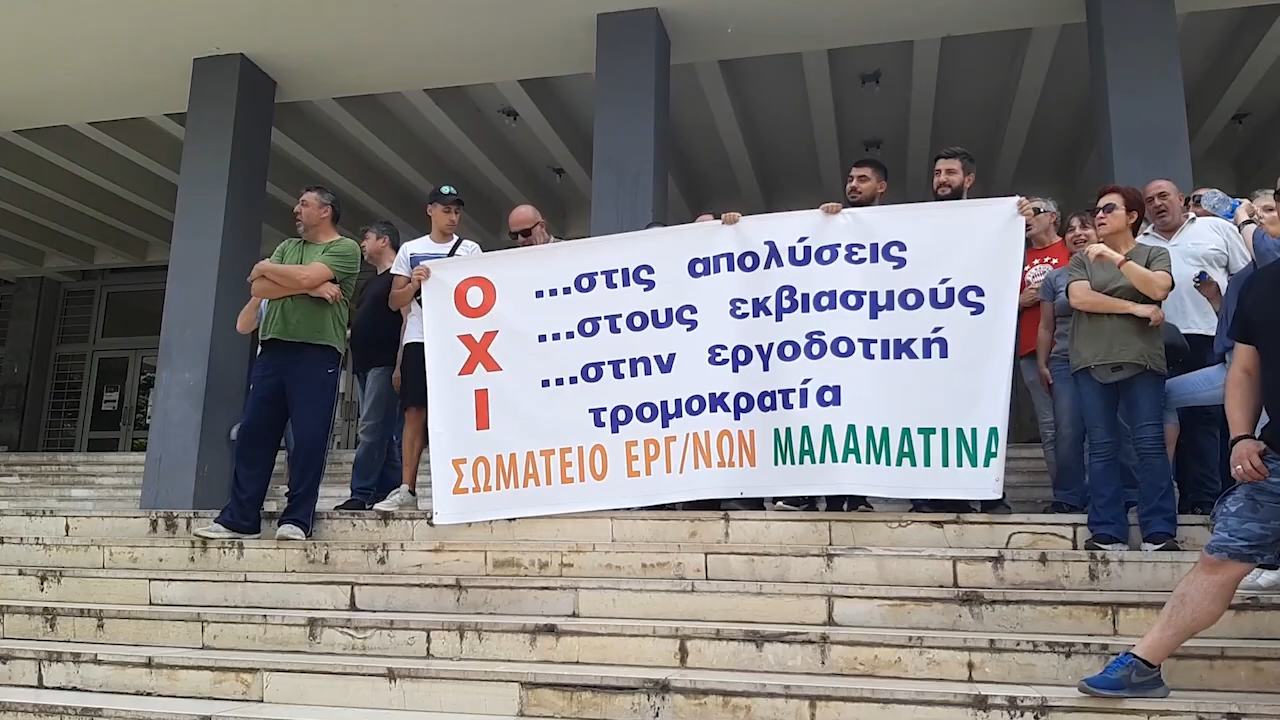 ΟΧΙ
...στις απολύσεις
...στους εκβιασμούς
...στην εργοδοτική
τρομοκρατία
ΣΩΜΑΤΕΙΟ ΕΡΓ/ΝΩΝ ΜΑΛΑΜΑΤΙΝΑ